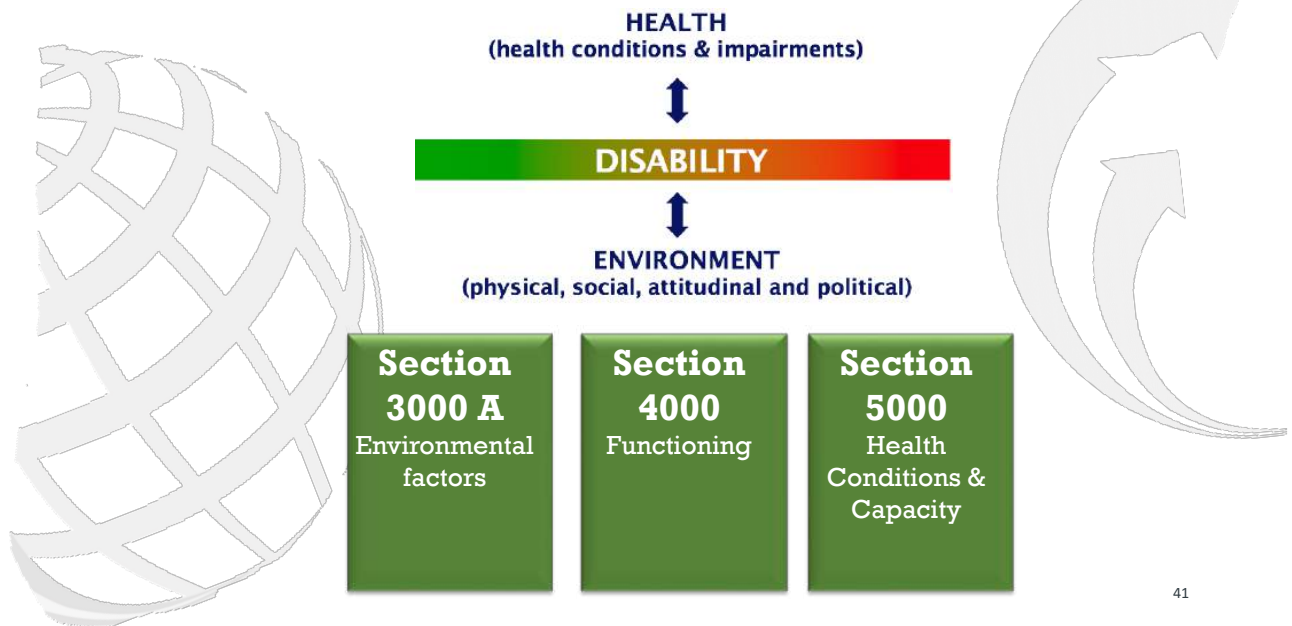 HEALTH
(health conditions & impairments)
DISABILITY
ENVIRONMENT
(physical, social, attitudinal and political)
Section
3000 A
Environmental
factors
Section
4000
Functioning
Section
5000
Health
Conditions &
Capacity
41